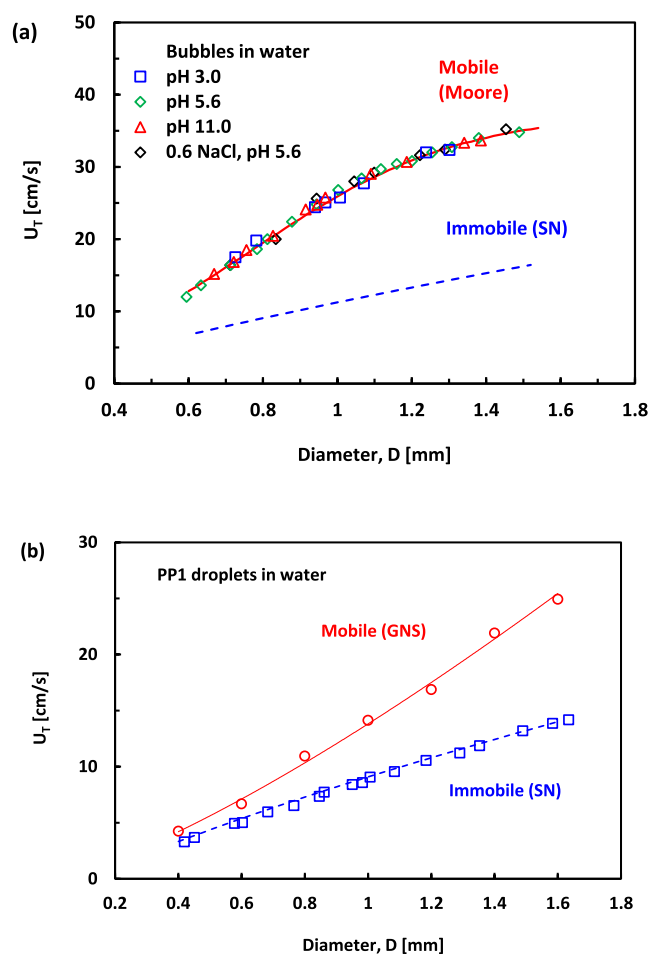 (a)
50
40
30
20
10
0
U_T [cm/s]
Bubbles in water
pH 3.0
pH 5.6
pH 11.0
0.6 NaCl, pH 5.6
Mobile
(Moore)
Immobile (SN)
0.4 0.6 0.8 1 1.2 1.4 1.6 1.8
Diameter, D [mm]
(b)
30
20
10
0
U_T [cm/s]
PP1 droplets in water
Mobile (GNS)
Immobile (SN)
0.2 0.4 0.6 0.8 1 1.2 1.4 1.6 1.8
Diameter, D [mm]